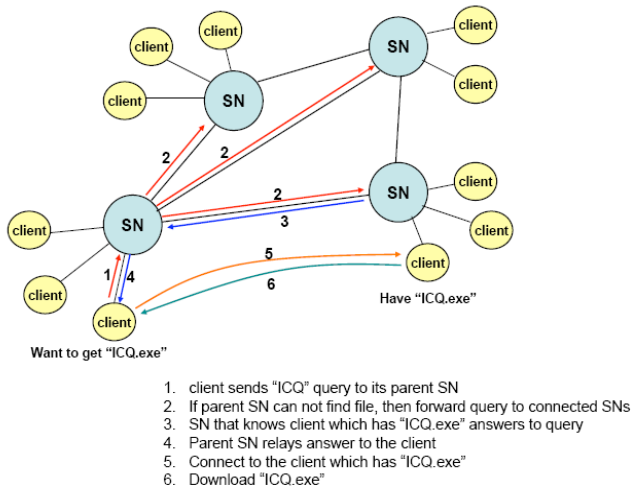 client
client
client
client
client
SN
SN
2
2
2
3
SN
SN
client
client
client
client
client
1
4
5
6
client
client
Have “ICQ.exe”
Want to get “ICQ.exe”
1. client sends “ICQ” query to its parent SN
2. If parent SN can not find file, then forward query to connected SNs
3. SN that knows client which has “ICQ.exe” answers to query
4. Parent SN relays answer to the client
5. Connect to the client which has “ICQ.exe”
6. Download “ICQ.exe”